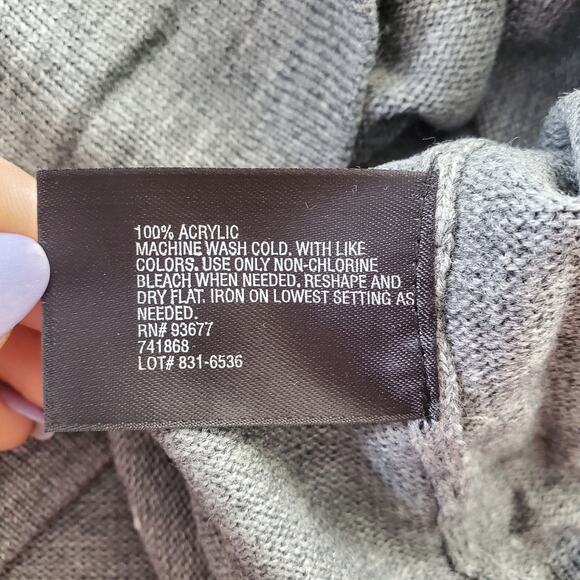 100% ACRYLIC
MACHINE WASH COLD, WITH LIKE
COLORS. USE ONLY NON-CHLORINE
BLEACH WHEN NEEDED. RESHAPE AND
DRY FLAT. IRON ON LOWEST SETTING AS
NEEDED.
RN# 93677
741868
LOT# 831-6536